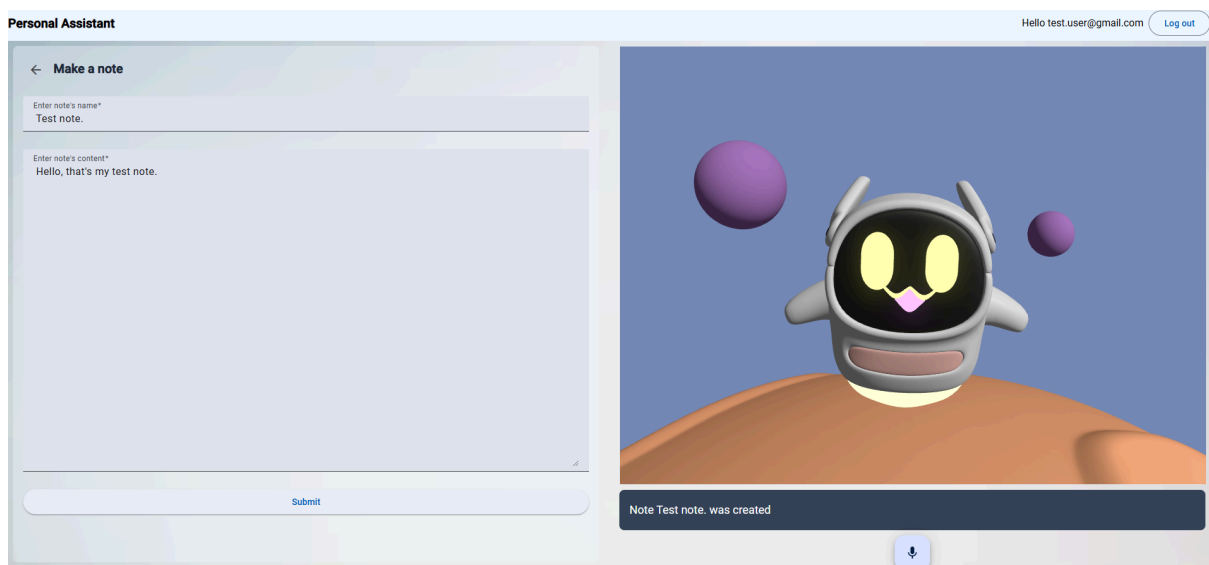 Personal Assistant
Hello test.user@gmail.com
Log out
Make a note
Enter note's name*
Test note.
Enter note's content*
Hello, that's my test note.
Submit
Note Test note. was created